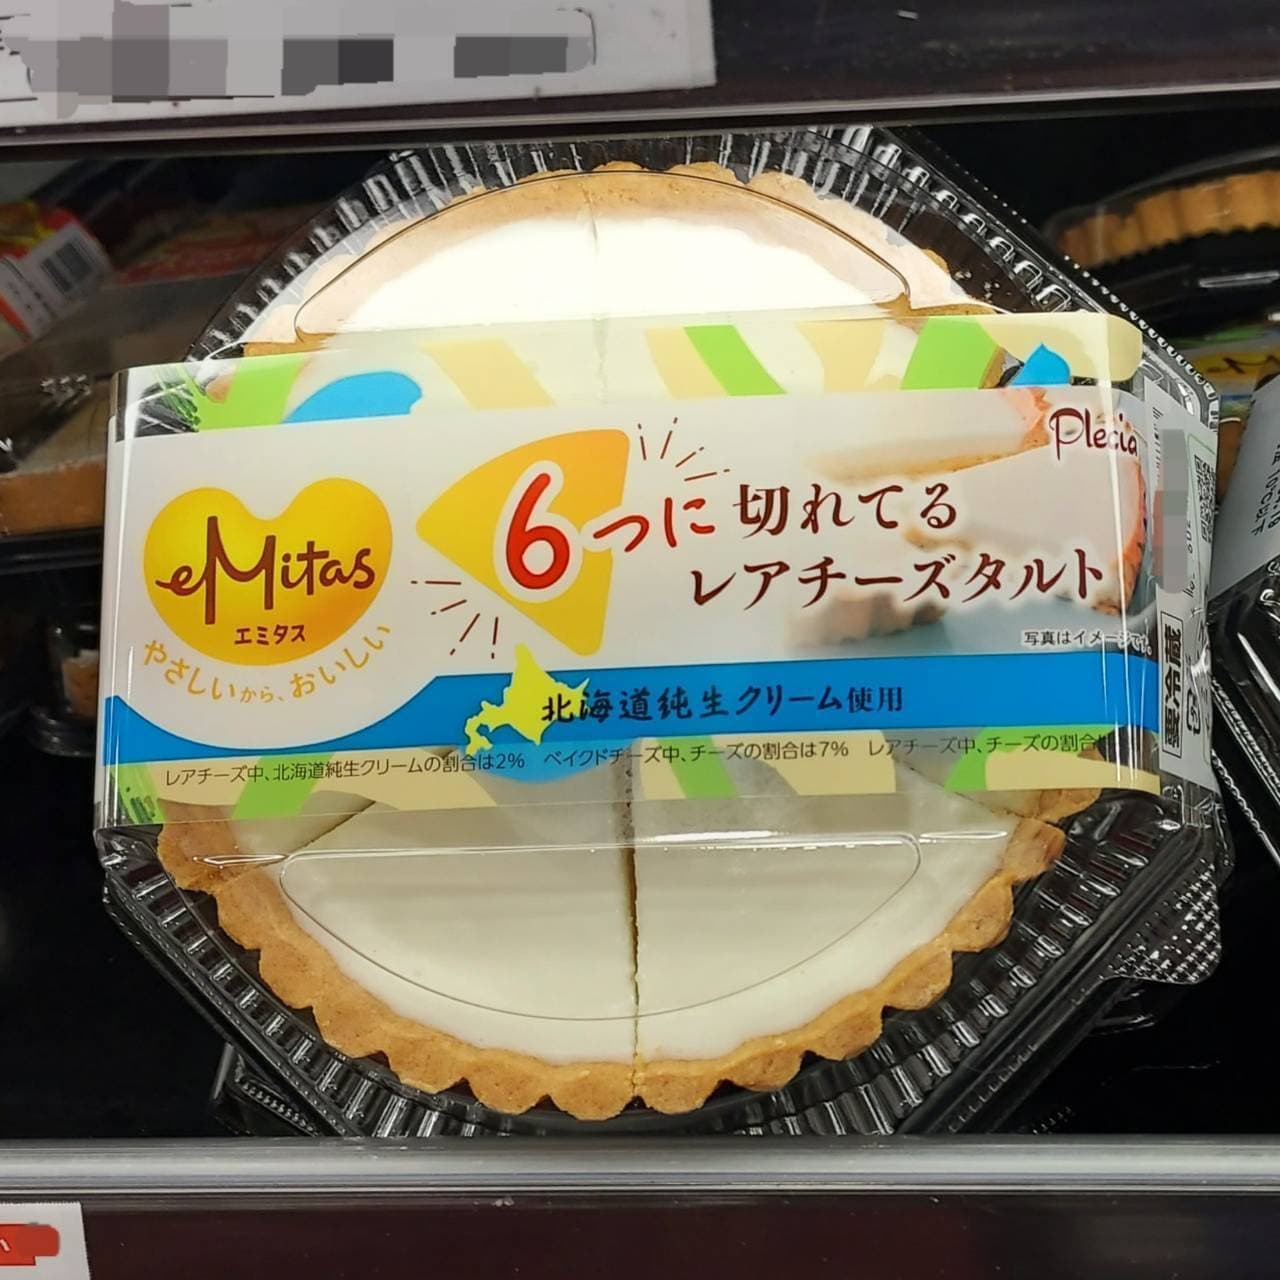 Plecia
eMitas
エミタス
やさしいから、おいしい
6つに切れてる
レアチーズタルト
写真はイメージです。
北海道純生クリーム使用
レアチーズ中、北海道純生クリームの割合は2% ベイクドチーズ中、チーズの割合は7% レアチーズ中、チーズの割合は
要冷蔵